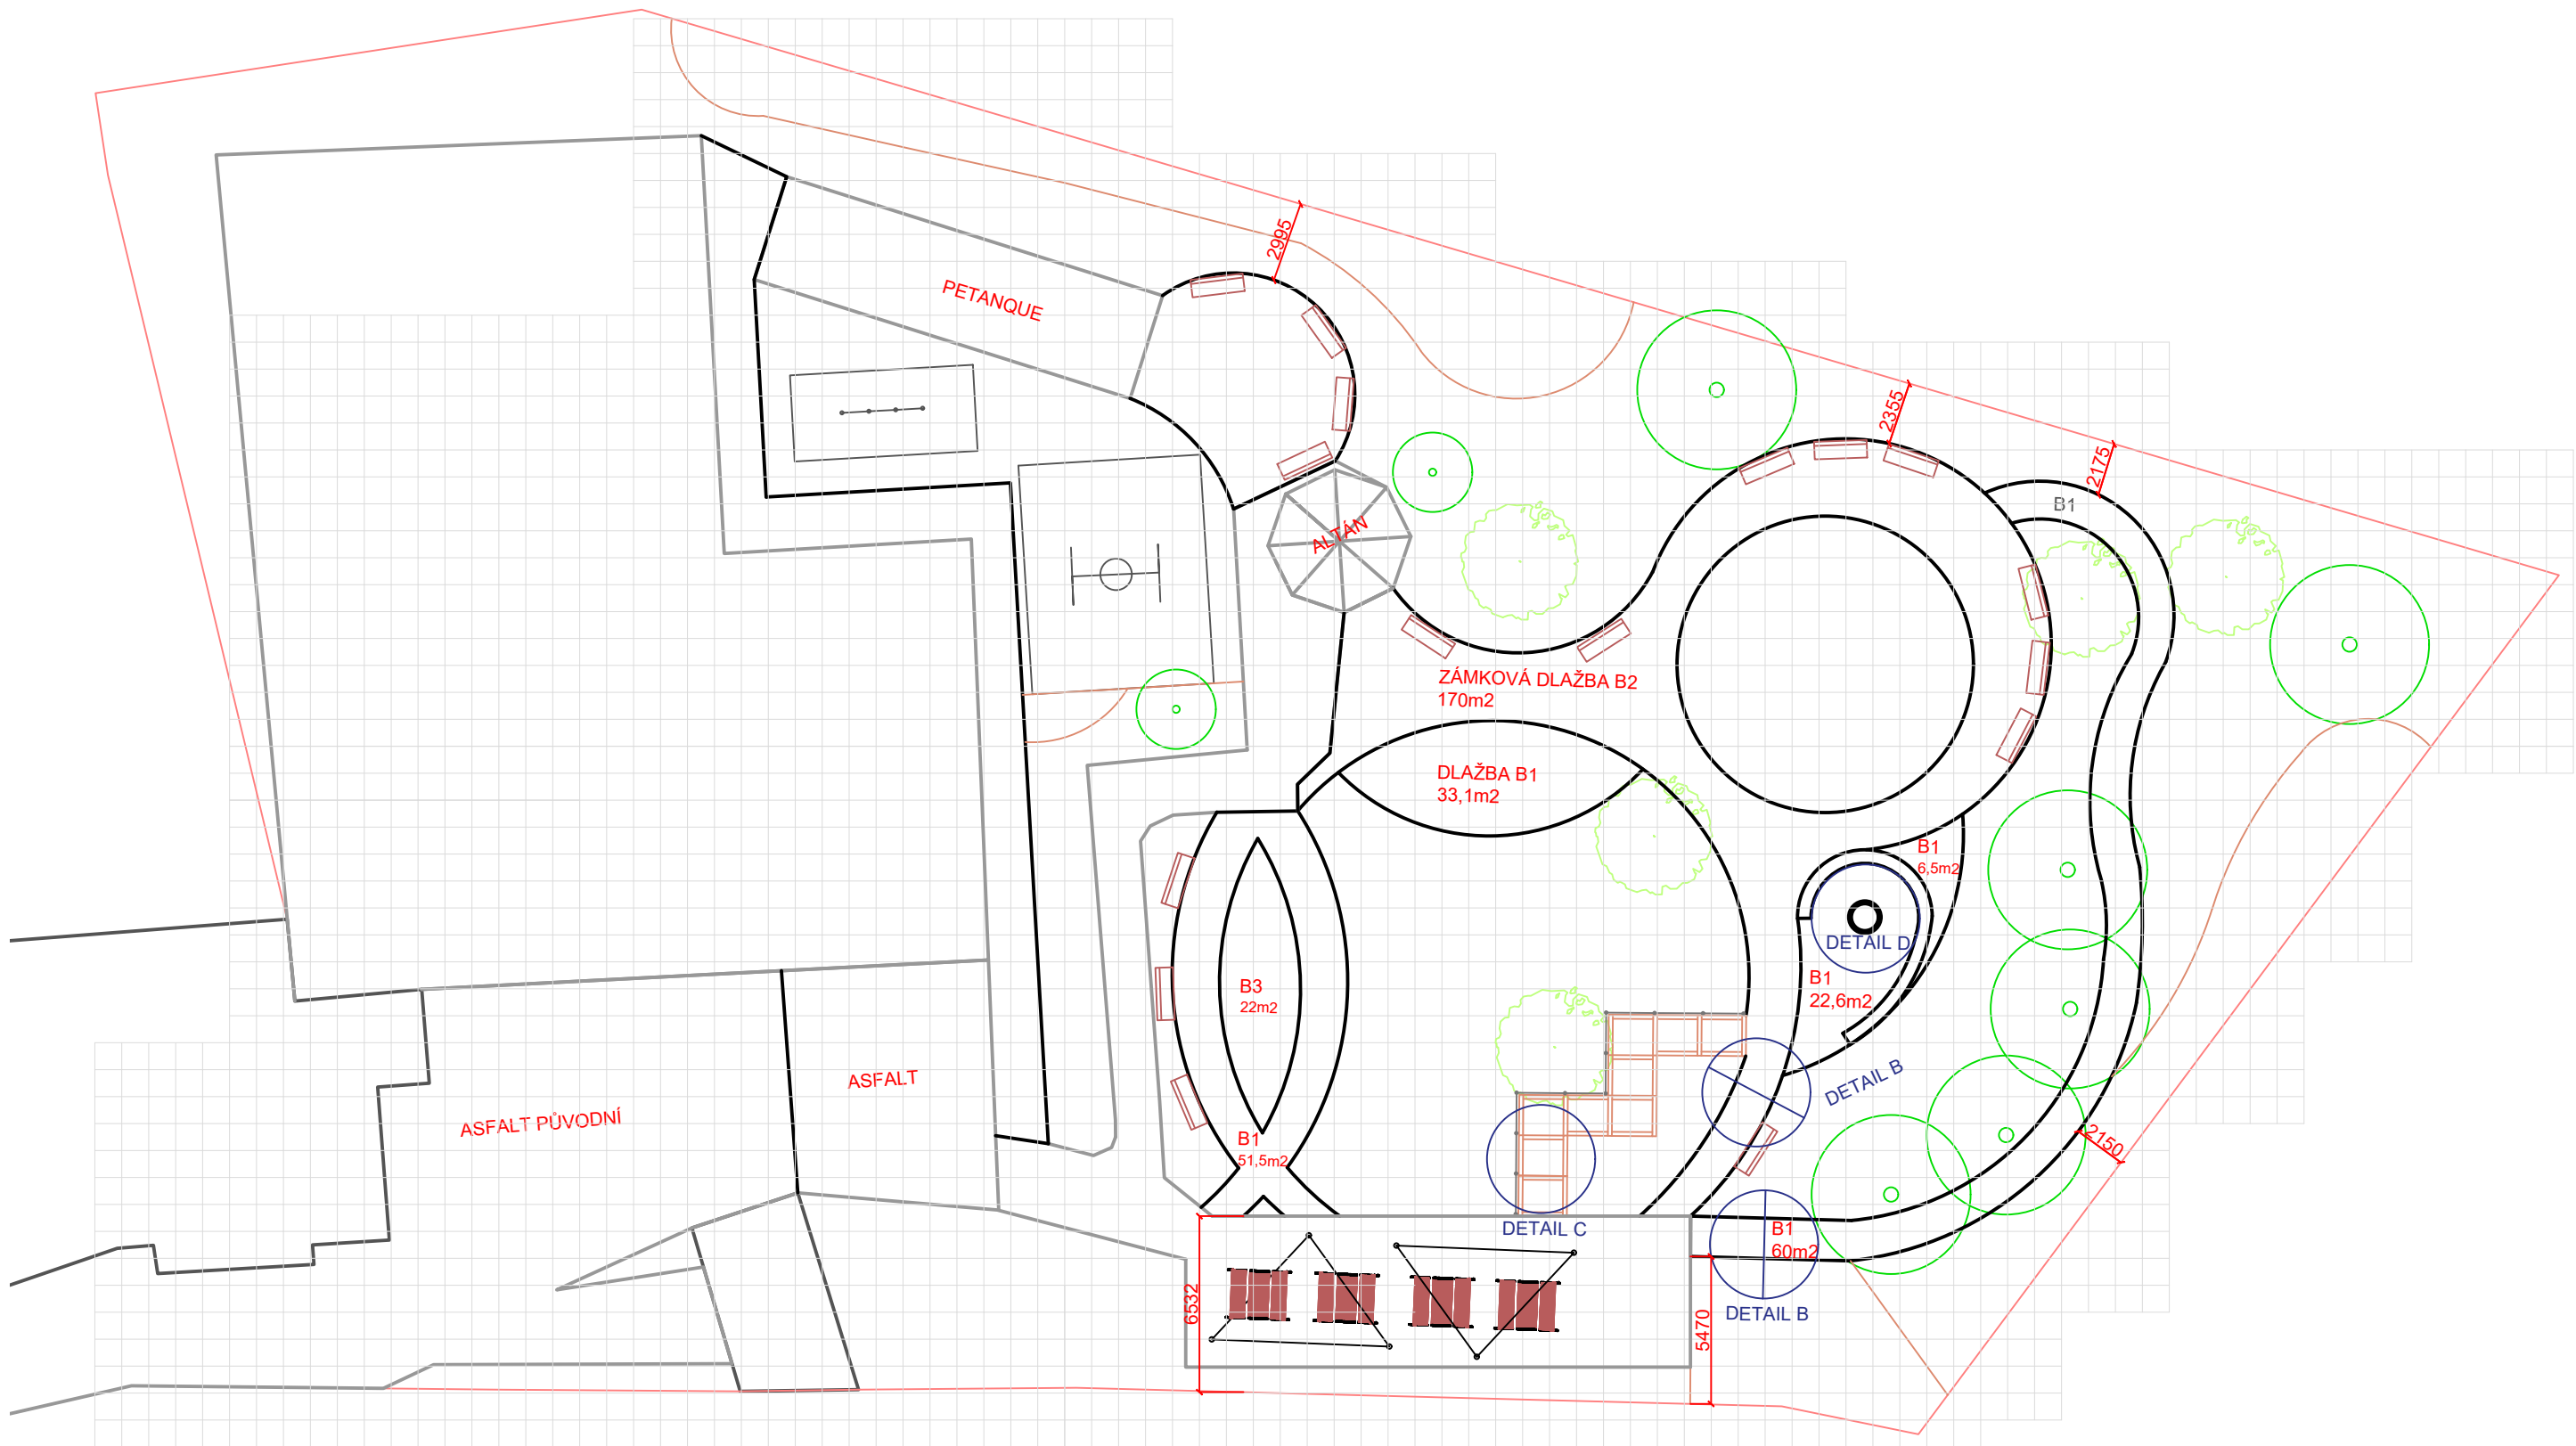 2995
PETANQUE
2355
2175
B1
ALTÁN
ZÁMKOVÁ DLAŽBA B2
170m2
DLAŽBA B1
33,1m2
B1
6,5m2
DETAIL D
B1
22,6m2
B3
22m2
ASFALT
DETAIL B
ASFALT PŮVODNÍ
B1
51,5m2
2150
DETAIL C
B1
60m2
6532
DETAIL B
5470